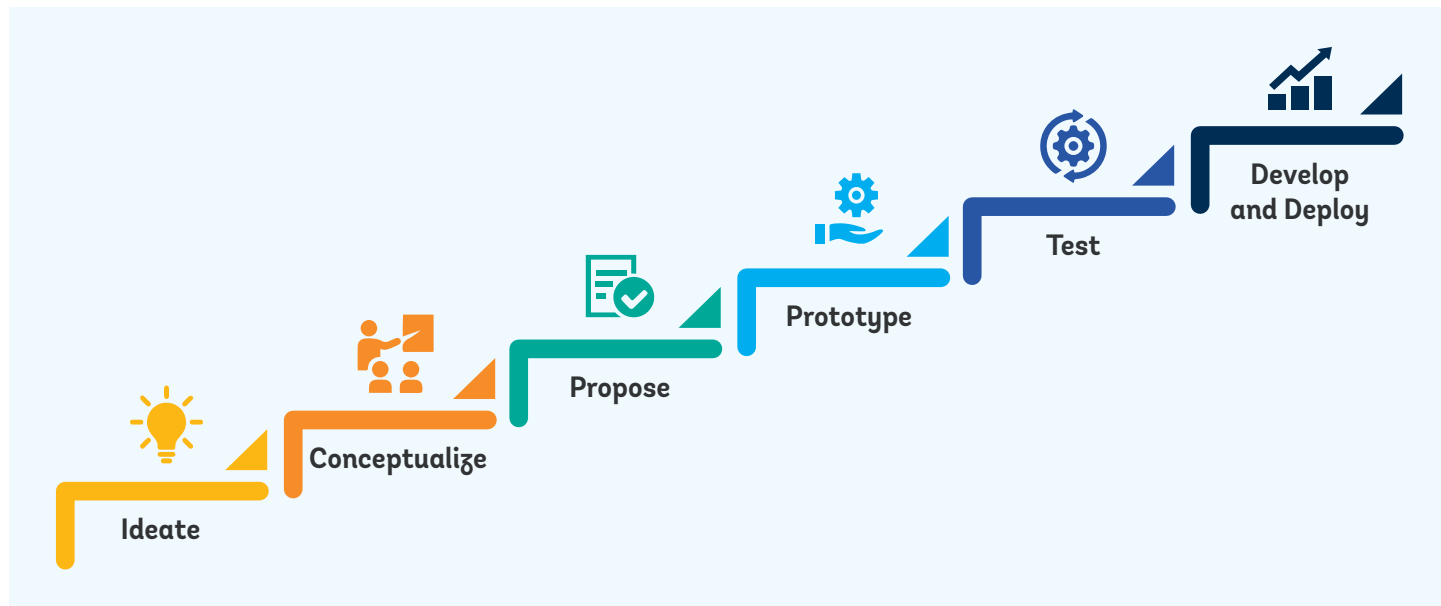 Ideate
Conceptualize
Propose
Prototype
Test
Develop
and Deploy